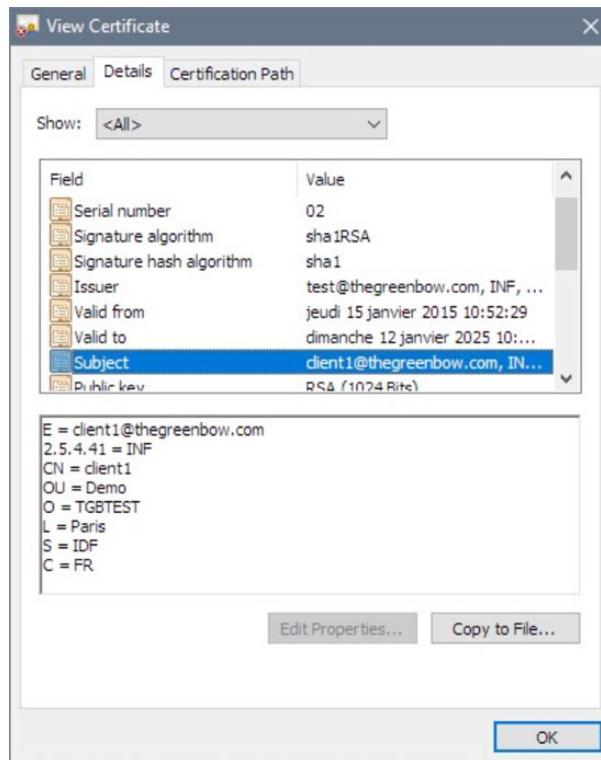 View Certificate
General Details Certification Path
Show: <All>
Field Value
Serial number 02
Signature algorithm sha1RSA
Signature hash algorithm sha1
Issuer test@thegreenbow.com, INF, ...
Valid from jeudi 15 janvier 2015 10:52:29
Valid to dimanche 12 janvier 2025 10:...
Subject client1@thegreenbow.com, IN...
Public key RSA (1024 Bits)
E = client1@thegreenbow.com
2.5.4.41 = INF
CN = client1
OU = Demo
O = TGBTEST
L = Paris
S = IDF
C = FR
Edit Properties... Copy to File...
OK